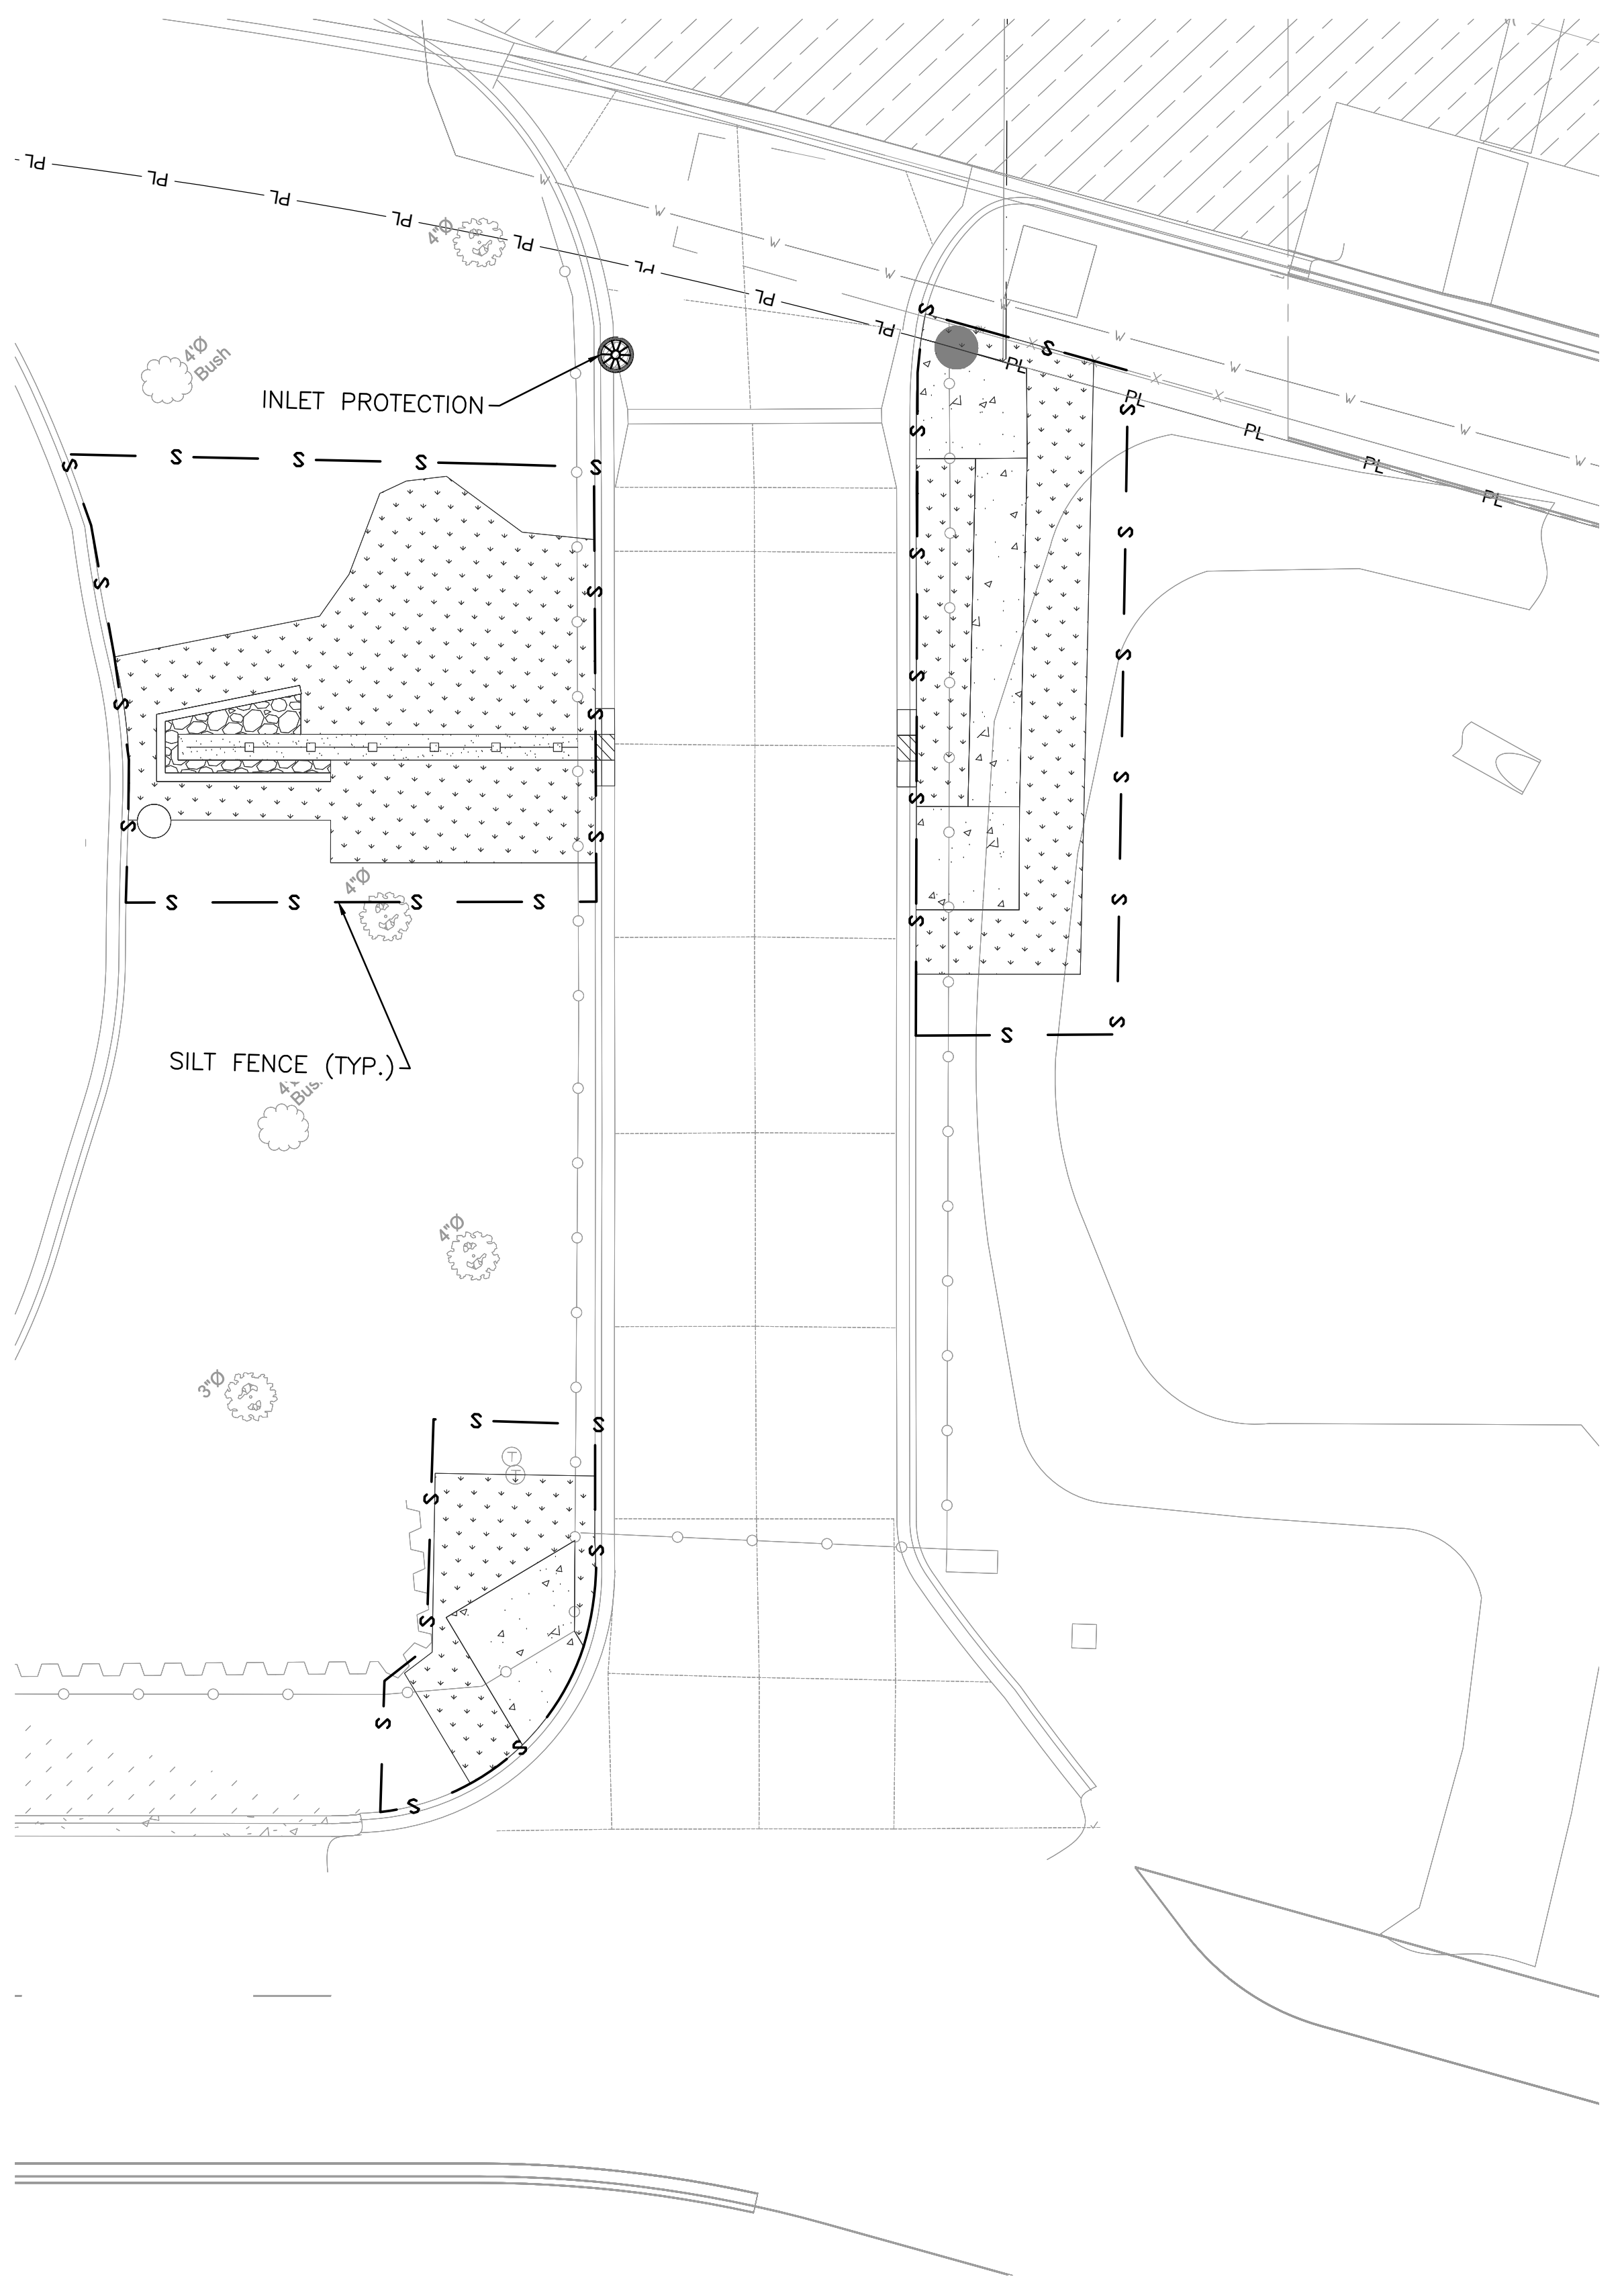 PL PL PL PL PL PL PL PL PL PL PL PL PL
W W W W W W W W W W
4"Ø
4'Ø
Bush
INLET PROTECTION
S S S S S
X X X X
4"Ø
S S S S
SILT FENCE (TYP.)
4"Ø
3"Ø
S S
T
T
S
S
S
S
S
S